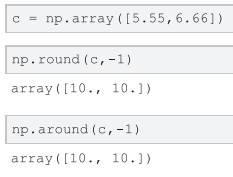 c = np.array([5.55,6.66])
np.round(c,-1)
array([10., 10.])
np.around(c,-1)
array([10., 10.])